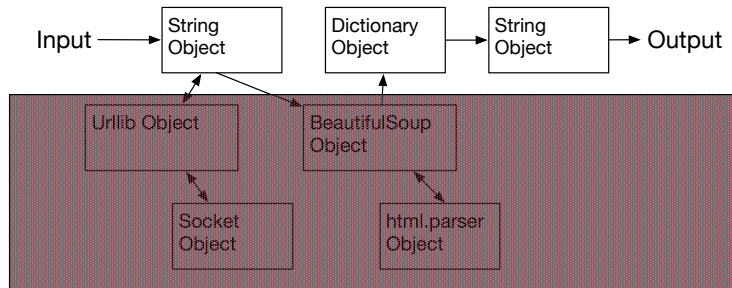 Input
String
Object
Dictionary
Object
String
Object
Output
Urllib Object
BeautifulSoup
Object
Socket
Object
html.parser
Object